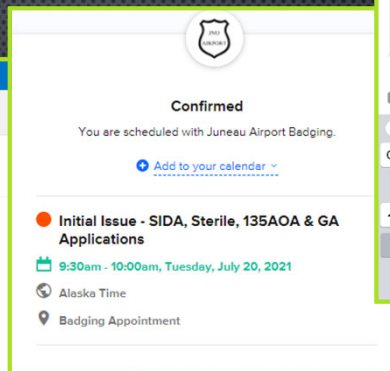 JNO
AIRPORT
Confirmed
You are scheduled with Juneau Airport Badging.
Add to your calendar
Initial Issue - SIDA, Sterile, 135AOA & GA
Applications
9:30am - 10:00am, Tuesday, July 20, 2021
Alaska Time
Badging Appointment